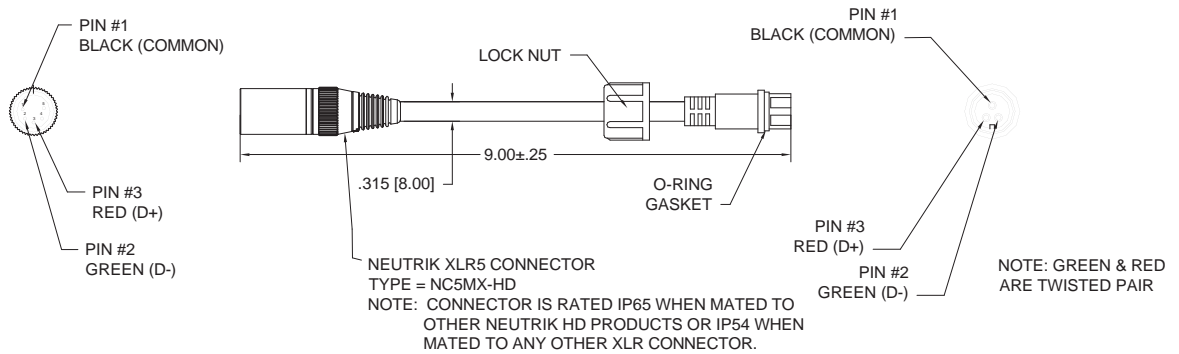 PIN #1
BLACK (COMMON)
PIN #3
RED (D+)
PIN #2
GREEN (D-)
LOCK NUT
9.00±.25
.315 [8.00]
O-RING
GASKET
NEUTRIK XLR5 CONNECTOR
TYPE = NC5MX-HD
NOTE: CONNECTOR IS RATED IP65 WHEN MATED TO
OTHER NEUTRIK HD PRODUCTS OR IP54 WHEN
MATED TO ANY OTHER XLR CONNECTOR.
PIN #1
BLACK (COMMON)
PIN #3
RED (D+)
PIN #2
GREEN (D-)
NOTE: GREEN & RED
ARE TWISTED PAIR